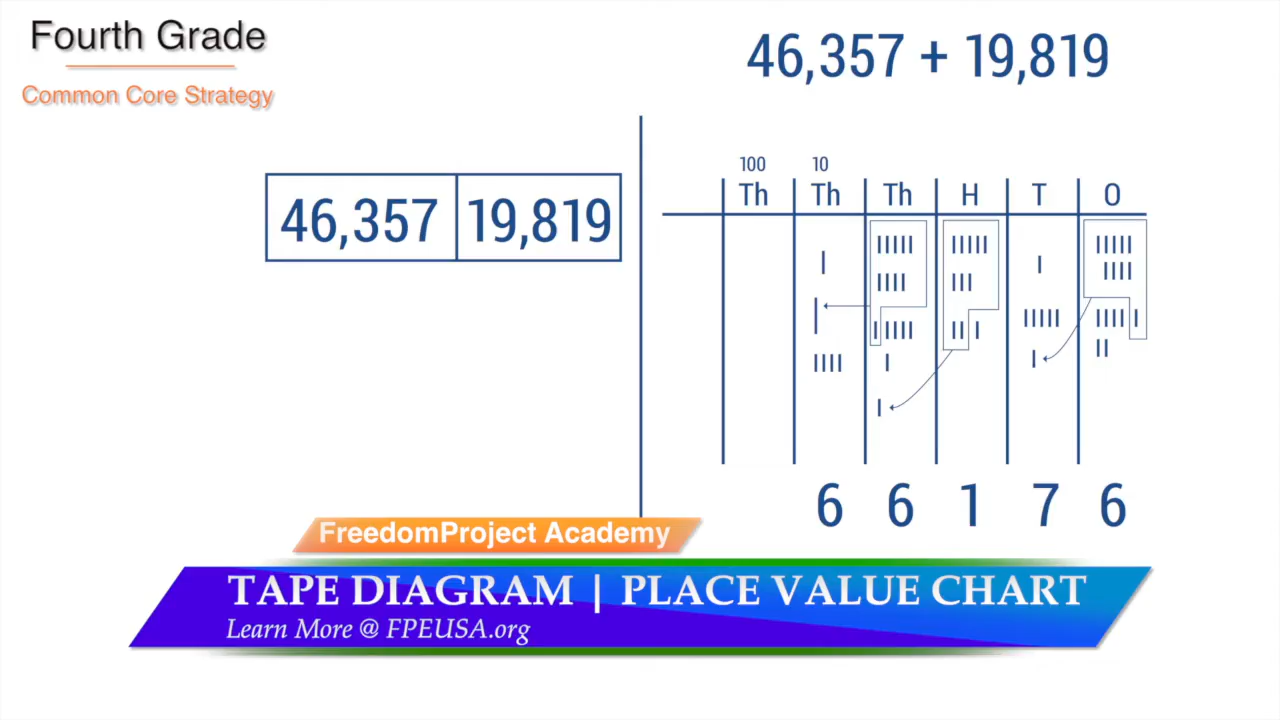 Fourth Grade
Common Core Strategy
46,357 + 19,819
46,357 19,819
100 10
Th Th Th H T O
6 6 1 7 6
FreedomProject Academy
TAPE DIAGRAM | PLACE VALUE CHART
Learn More @ FPEUSA.org